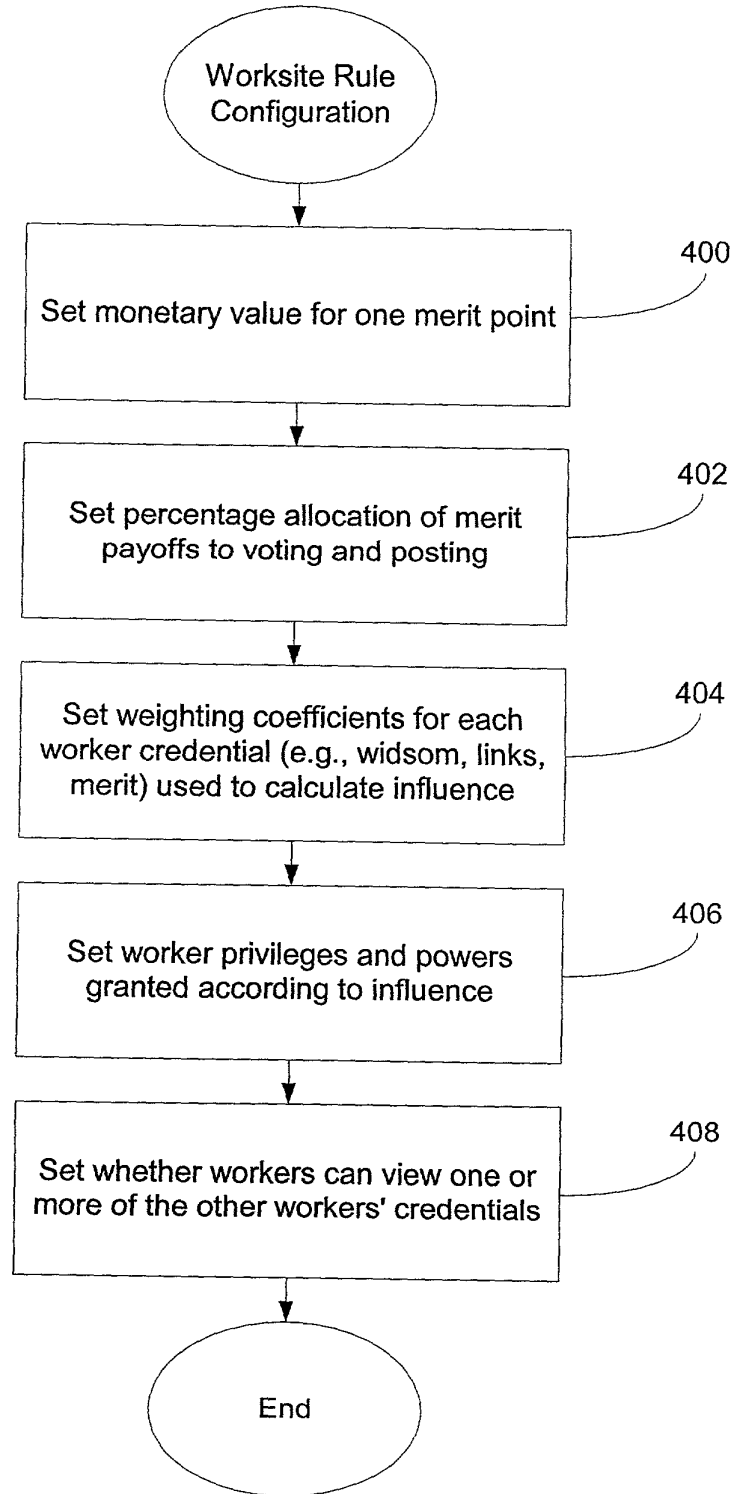 Worksite Rule
Configuration
400
Set monetary value for one merit point
402
Set percentage allocation of merit
payoffs to voting and posting
404
Set weighting coefficients for each
worker credential (e.g., widsom, links,
merit) used to calculate influence
406
Set worker privileges and powers
granted according to influence
408
Set whether workers can view one or
more of the other workers' credentials
End